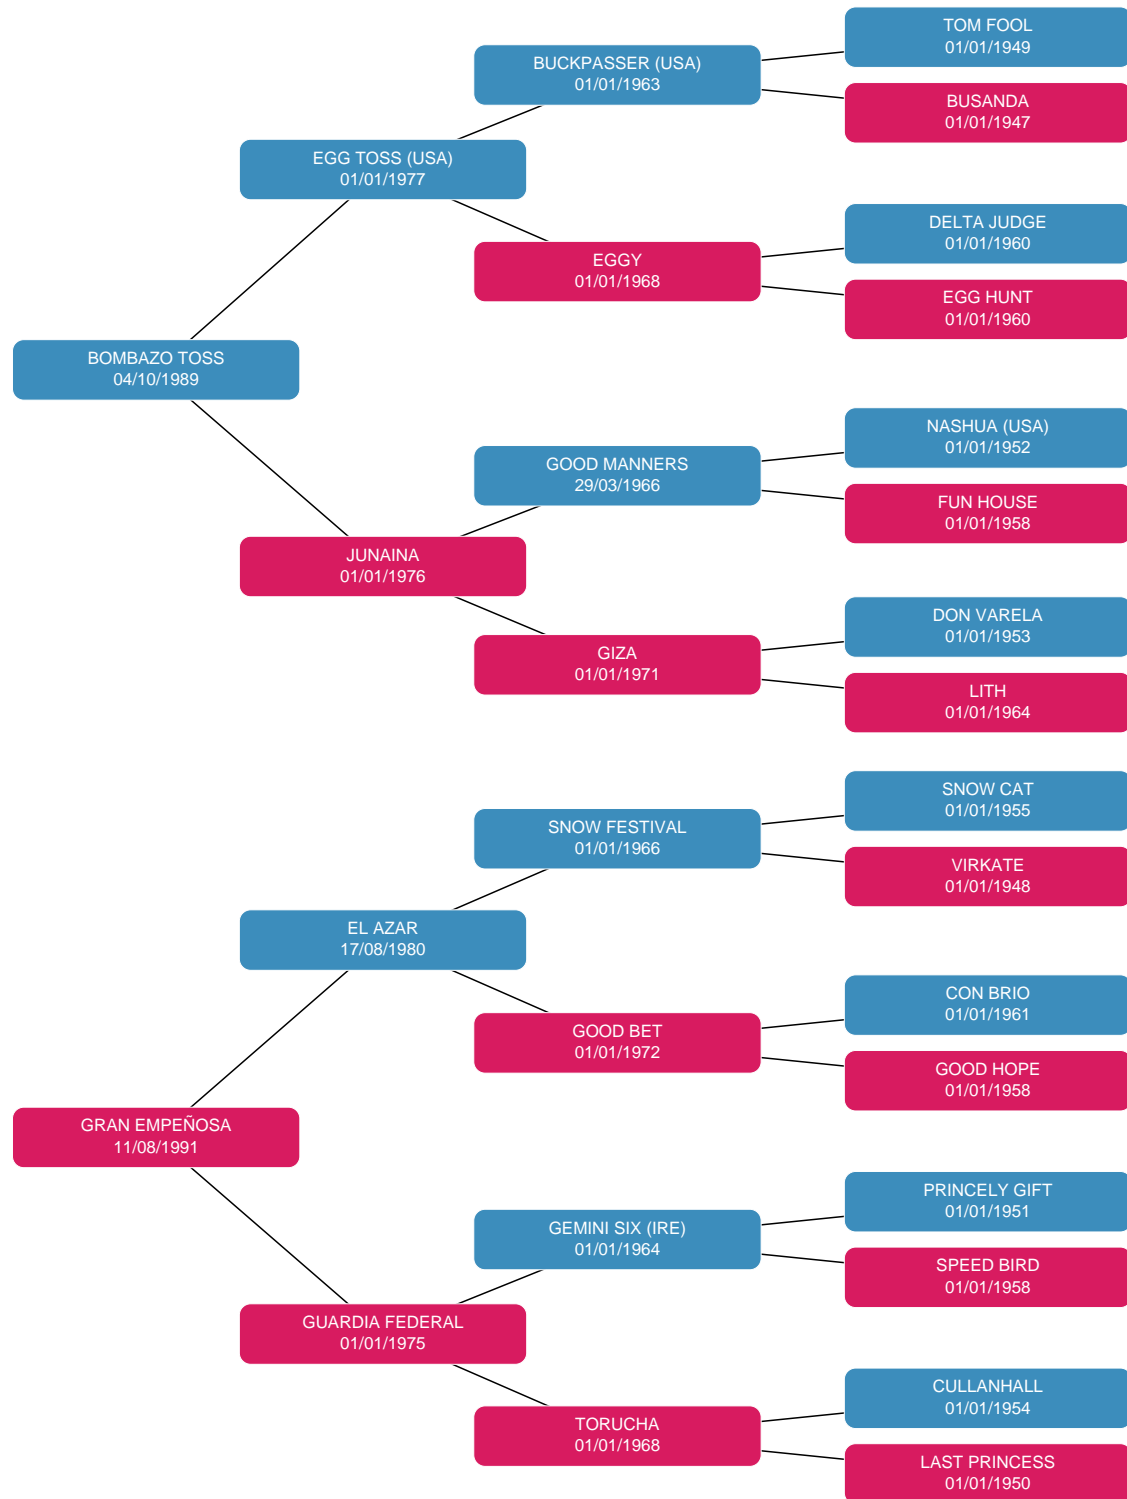 TOM FOOL
01/01/1949
BUCKPASSER (USA)
01/01/1963
BUSANDA
01/01/1947
EGG TOSS (USA)
01/01/1977
DELTA JUDGE
01/01/1960
EGGY
01/01/1968
EGG HUNT
01/01/1960
BOMBAZO TOSS
04/10/1989
NASHUA (USA)
01/01/1952
GOOD MANNERS
29/03/1966
FUN HOUSE
01/01/1958
JUNAINA
01/01/1976
DON VARELA
01/01/1953
GIZA
01/01/1971
LITH
01/01/1964
SNOW CAT
01/01/1955
SNOW FESTIVAL
01/01/1966
VIRKATE
01/01/1948
EL AZAR
17/08/1980
CON BRIO
01/01/1961
GOOD BET
01/01/1972
GOOD HOPE
01/01/1958
GRAN EMPEÑOSA
11/08/1991
PRINCELY GIFT
01/01/1951
GEMINI SIX (IRE)
01/01/1964
SPEED BIRD
01/01/1958
GUARDIA FEDERAL
01/01/1975
CULLANHALL
01/01/1954
TORUCHA
01/01/1968
LAST PRINCESS
01/01/1950